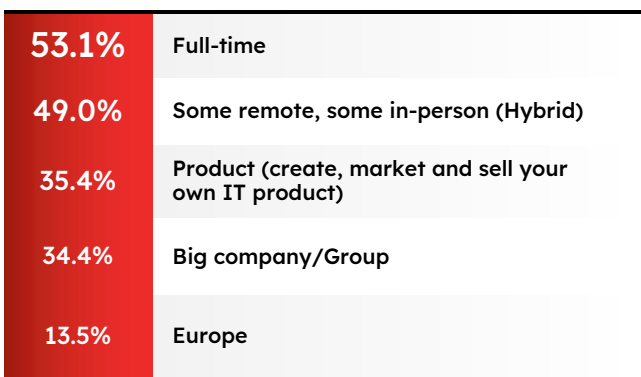 53.1% Full-time
49.0% Some remote, some in-person (Hybrid)
35.4% Product (create, market and sell your
own IT product)
34.4% Big company/Group
13.5% Europe